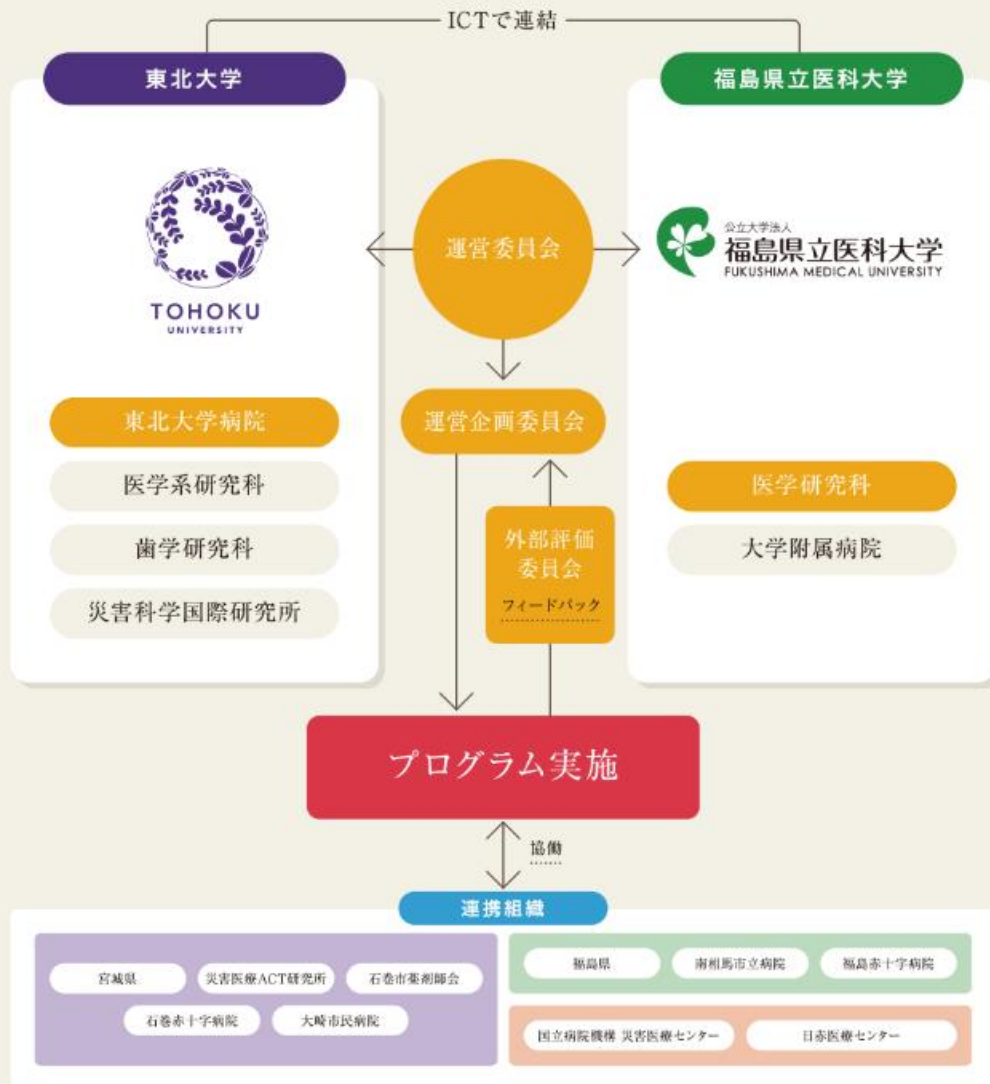 ICTで連結
東北大学
福島県立医科大学
TOHOKU
UNIVERSITY
運営委員会
公立大学法人
福島県立医科大学
FUKUSHIMA MEDICAL UNIVERSITY
東北大学病院
医学系研究科
歯学研究科
災害科学国際研究所
運営企画委員会
外部評価
委員会
フィードバック
医学研究科
大学附属病院
プログラム実施
協働
連携組織
宮城県
災害医療ACT研究所
石巻市薬剤師会
石巻赤十字病院
大崎市民病院
福島県
南相馬市立病院
福島赤十字病院
国立病院機構 災害医療センター
日赤医療センター